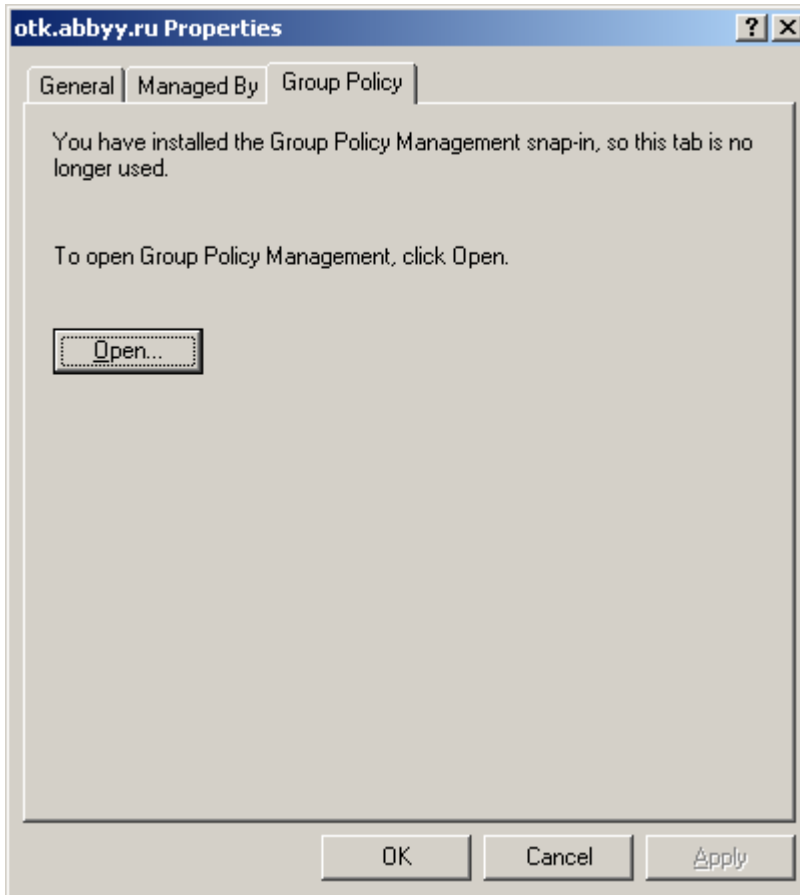 otk.abbyy.ru Properties
General
Managed By
Group Policy
You have installed the Group Policy Management snap-in, so this tab is no
longer used.
To open Group Policy Management, click Open.
Open...
OK
Cancel
Apply